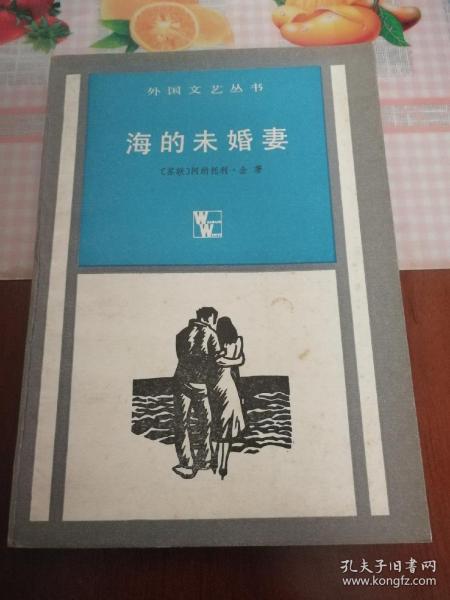 外国文艺丛书
海的未婚妻
〔苏联〕阿纳托利·金 著
孔夫子旧书网
www.kongfz.com